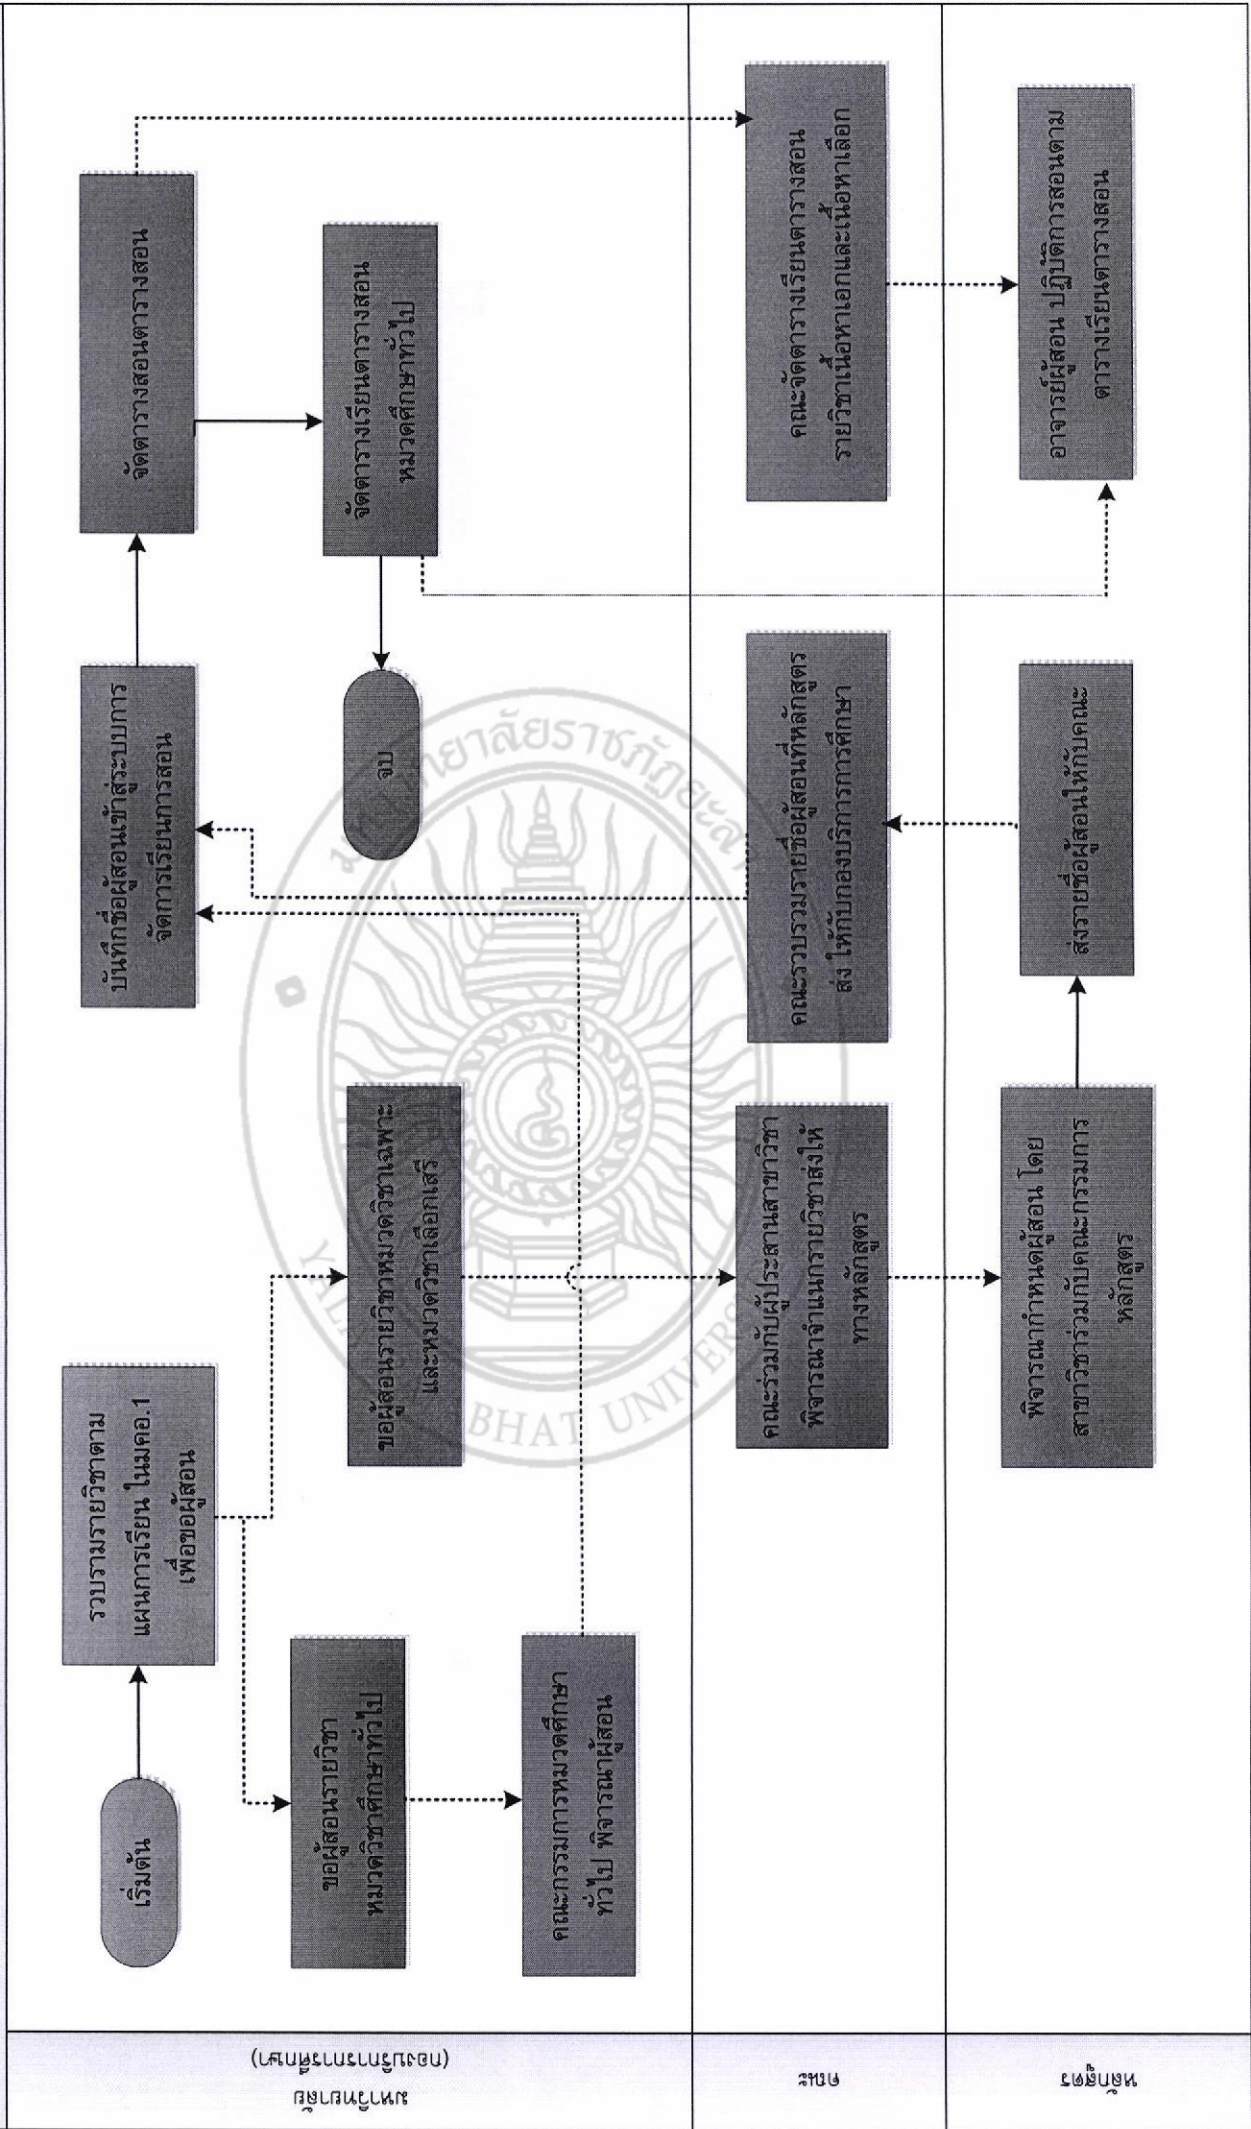 มหาวิทยาลัย
(กองบริการการศึกษา)
เริ่มต้น
รวบรามรายวิชาตาม
แผนการเรียน ในมคอ.1
เพื่อขอผู้สอน
ขอผู้สอนรายวิชา
หมวดวิชาศึกษาทั่วไป
คณะกรรมการหมวดศึกษา
ทั่วไป พิจารณาผู้สอน
ขอผู้สอนรายวิชาหมวดวิชาเฉพาะ
และหมวดวิชาเลือกเสรี
บันทึกชื่อผู้สอนเข้าสู่ระบบการ
จัดการเรียนการสอน
จัดตารางสอนตารางสอน
จัดตารางเรียนตารางสอน
หมวดศึกษาทั่วไป
จบ
คณะ
คณะร่วมกับผู้ประสานสาขาวิชา
พิจารณาจำแนกรายวิชาส่งให้
ทางหลักสูตร
คณะรวบรวมรายชื่อผู้สอนที่หลักสูตร
ส่ง ให้กับกองบริการการศึกษา
คณะจัดตารางเรียนตารางสอน
รายวิชาเนื้อหาเอกและเนื้อหาเลือก
หลักสูตร
พิจารณากำหนดผู้สอน โดย
สาขาวิชาร่วมกับคณะกรรมการ
หลักสูตร
ส่งรายชื่อผู้สอนให้กับคณะ
อาจารย์ผู้สอน ปฏิบัติการสอนตาม
ตารางเรียนตารางสอน